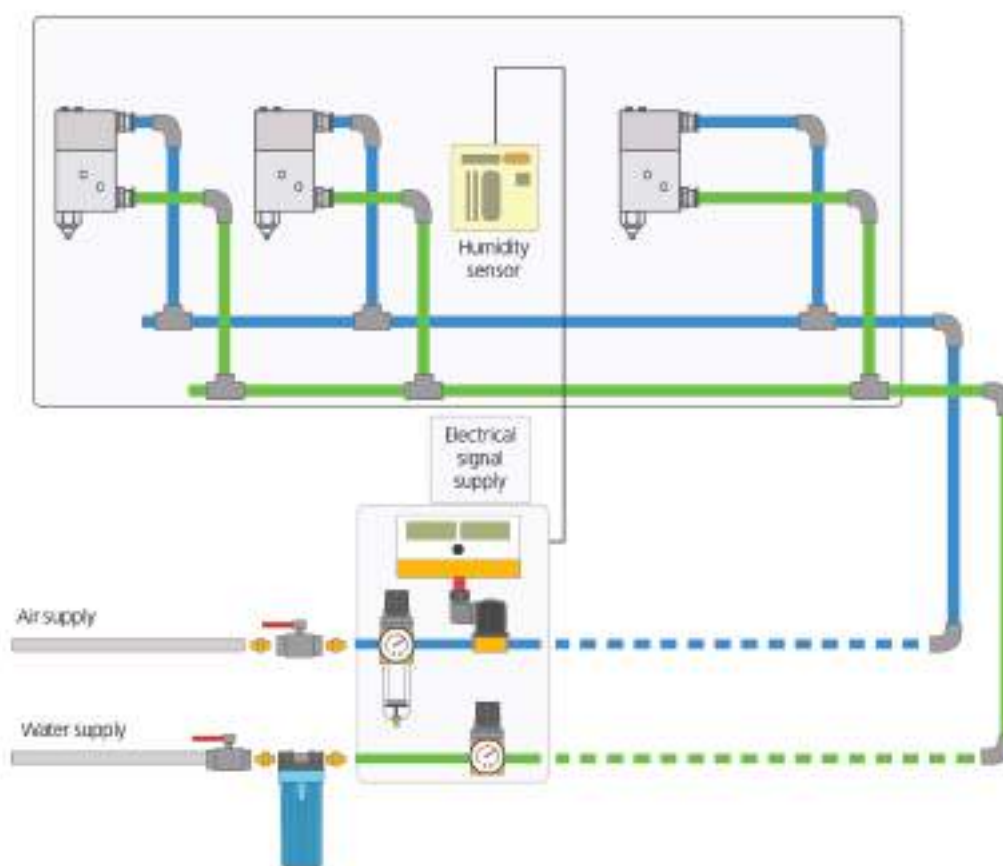 Humidity
sensor
Electrical
signal
supply
Air supply
Water supply